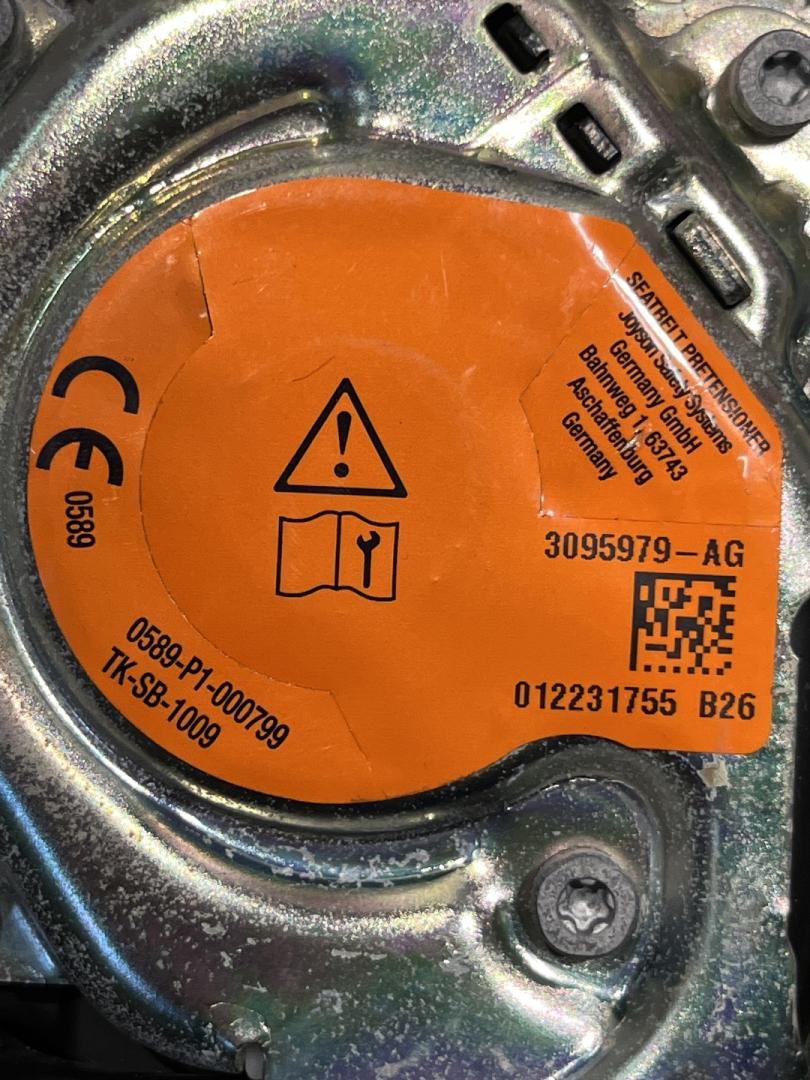 SEATBELT PRETENSIONER
Joyson Safety Systems
Germany GmbH
Bahnweg 1, 63743
Aschaffenburg
Germany
CE 0589
3095979-AG
012231755 B26
0589-P1-000799
TK-SB-1009